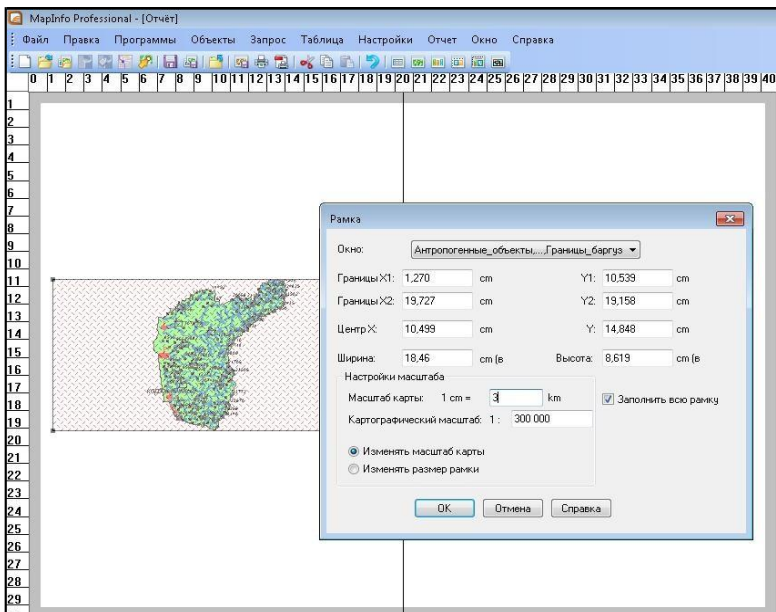 MapInfo Professional - [Отчёт]
Файл Правка Программы Объекты Запрос Таблица Настройки Отчет Окно Справка
0 1 2 3 4 5 6 7 8 9 10 11 12 13 14 15 16 17 18 19 20 21 22 23 24 25 26 27 28 29 30 31 32 33 34 35 36 37 38 39 40
1
2
3
4
5
6
7
8
9
10
11
12
13
14
15
16
17
18
19
20
21
22
23
24
25
26
27
28
29
Рамка
Окно: Антропогенные_объекты,...,Границы_баргуз
Границы X1: 1,270 cm Y1: 10,539 cm
Границы X2: 19,727 cm Y2: 19,158 cm
Центр X: 10,499 cm Y: 14,848 cm
Ширина: 18,46 cm (в Высота: 8,619 cm (в
Настройки масштаба
Масштаб карты: 1 cm = 3 km Заполнить всю рамку
Картографический масштаб: 1 : 300 000
Изменять масштаб карты
Изменять размер рамки
OK Отмена Справка